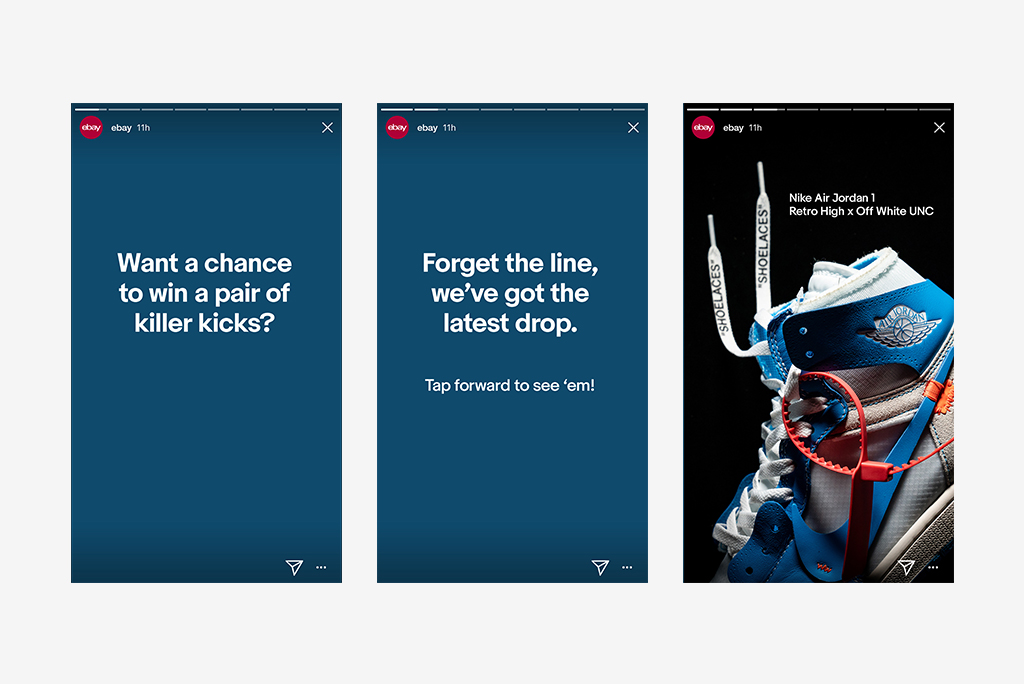 ebay
ebay 11h
Want a chance
to win a pair of
killer kicks?
ebay
ebay 11h
Forget the line,
we’ve got the
latest drop.
Tap forward to see ‘em!
ebay
ebay 11h
Nike Air Jordan 1
Retro High x Off White UNC
"SHOELACES"
"SHOELACES"
AIR JORDAN